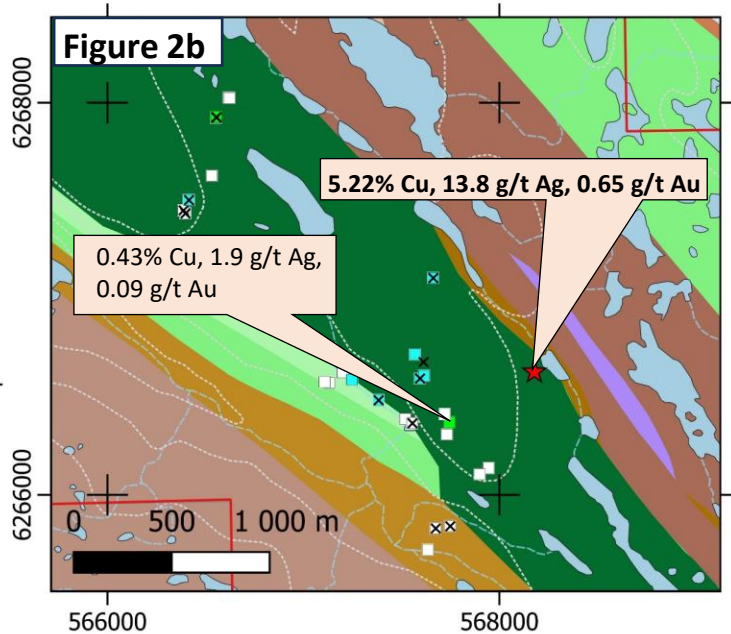 Figure 2b
6268000
5.22% Cu, 13.8 g/t Ag, 0.65 g/t Au
0.43% Cu, 1.9 g/t Ag,
0.09 g/t Au
6266000
0 500 1 000 m
566000 568000